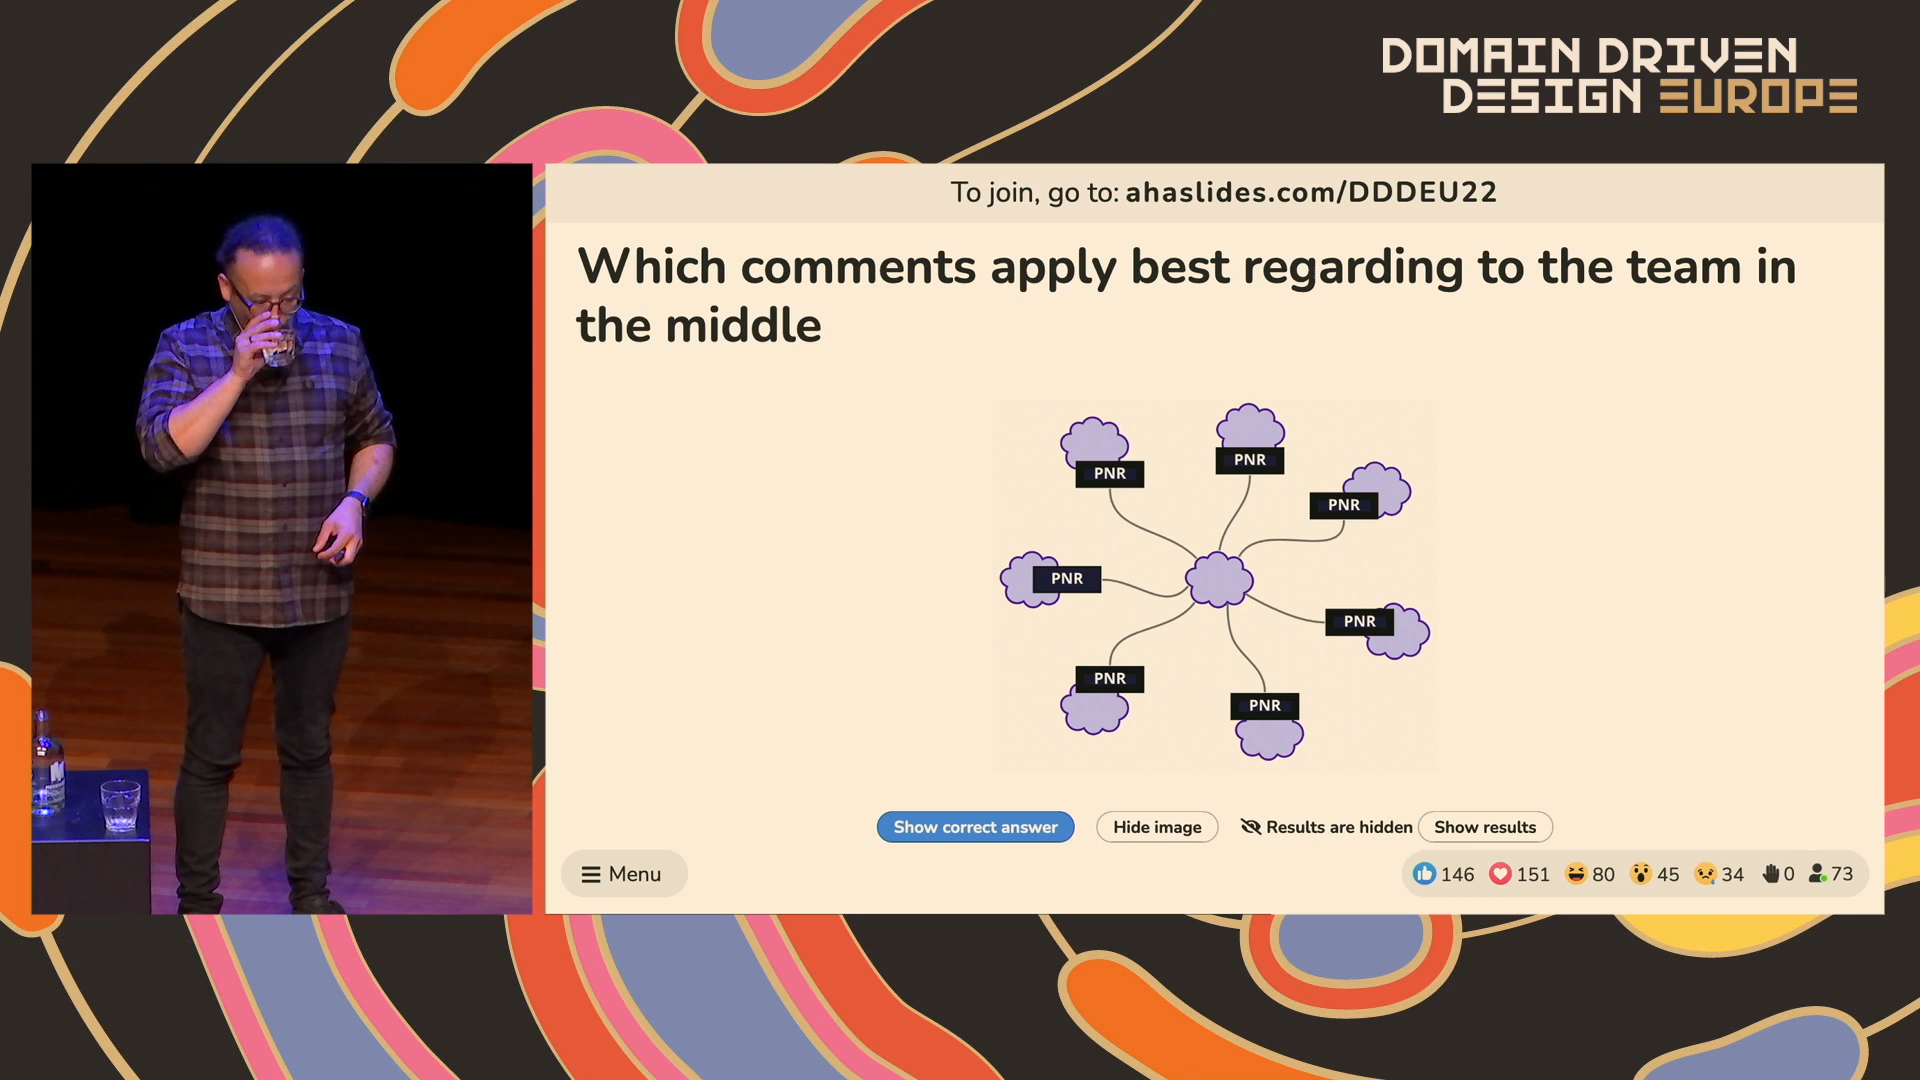 DOMAIN DRIVEN
DESIGN EUROPE
To join, go to: ahaslides.com/DDDEU22
Which comments apply best regarding to the team in
the middle
PNR
PNR
PNR
PNR
PNR
PNR
PNR
Show correct answer
Hide image
Results are hidden
Show results
Menu
146
151
80
45
34
0
73